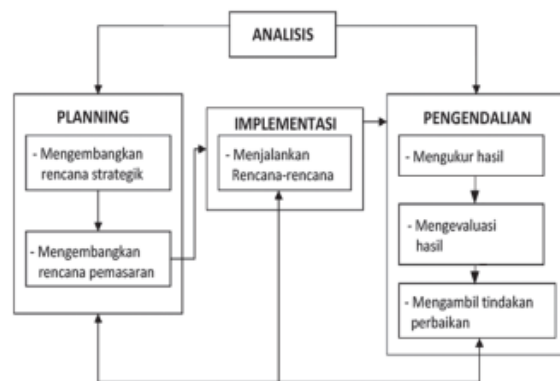 ANALISIS
PLANNING
- Mengembangkan
rencana strategik
- Mengembangkan
rencana pemasaran
IMPLEMENTASI
- Menjalankan
Rencana-rencana
PENGENDALIAN
- Mengukur hasil
- Mengevaluasi
hasil
- Mengambil tindakan
perbaikan